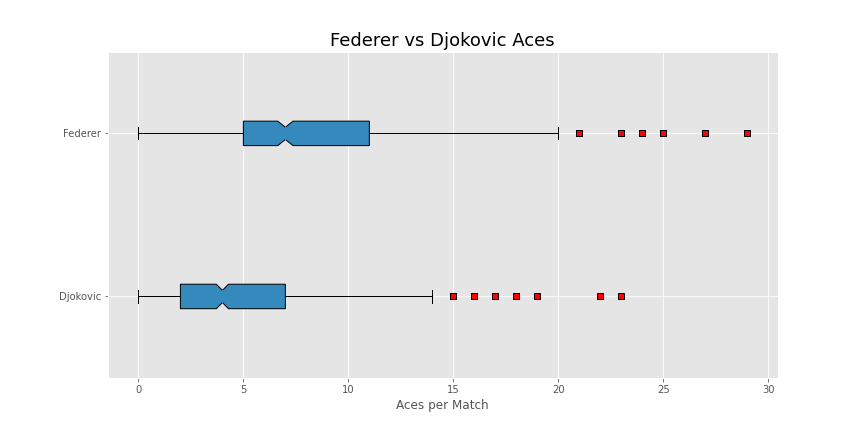 Federer vs Djokovic Aces
Federer
Djokovic
0 5 10 15 20 25 30
Aces per Match